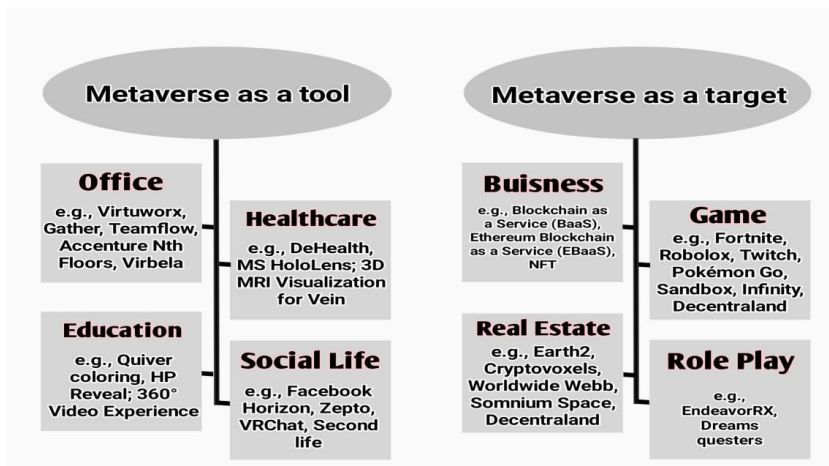 Metaverse as a tool
Office
e.g., Virtuworx,
Gather, Teamflow,
Accenture Nth
Floors, Virbela
Healthcare
e.g., DeHealth,
MS HoloLens; 3D
MRI Visualization
for Vein
Education
e.g., Quiver
coloring, HP
Reveal; 360°
Video Experience
Social Life
e.g., Facebook
Horizon, Zepto,
VRChat, Second
life
Metaverse as a target
Buisness
e.g., Blockchain as
a Service (BaaS),
Ethereum Blockchain
as a Service (EBaaS),
NFT
Game
e.g., Fortnite,
Robolox, Twitch,
Pokémon Go,
Sandbox, Infinity,
Decentraland
Real Estate
e.g., Earth2,
Cryptovoxels,
Worldwide Webb,
Somnium Space,
Decentraland
Role Play
e.g.,
EndeavorRX,
Dreams
questers